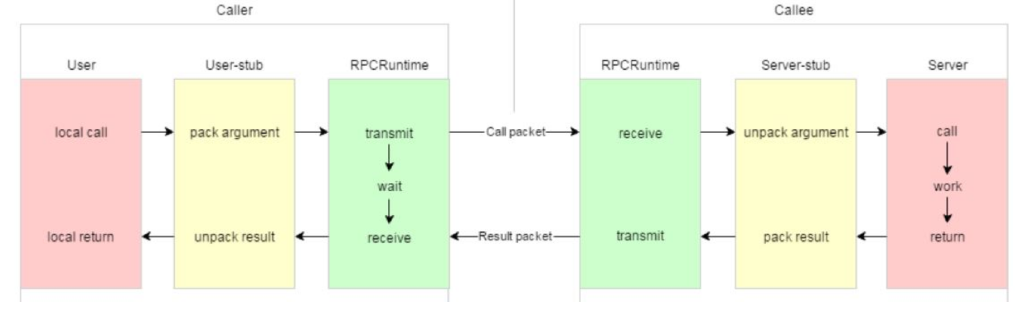 Caller
Callee
User
User-stub
RPCRuntime
RPCRuntime
Server-stub
Server
local call
pack argument
transmit
Call packet
receive
unpack argument
call
wait
work
local return
unpack result
receive
Result packet
transmit
pack result
return